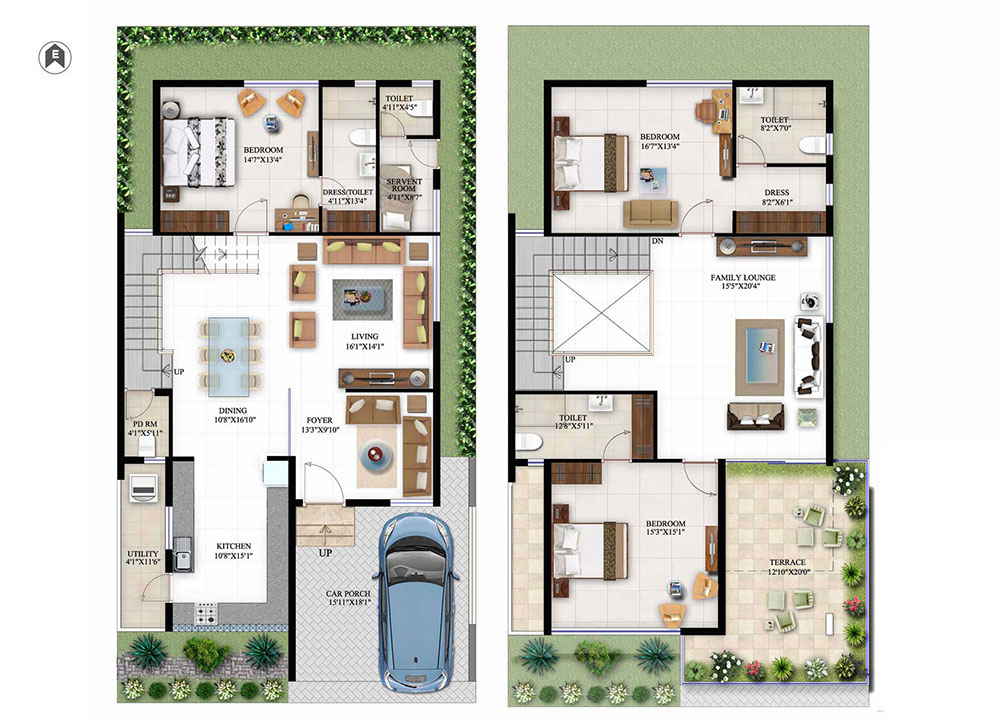 E
TOILET
4'11"X4'5"
BEDROOM
14'7"X13'4"
DRESS/TOILET
4'11"X13'4"
SERVENT
ROOM
4'11"X8'7"
LIVING
16'1"X14'1"
UP
DINING
10'8"X16'10"
FOYER
13'3"X9'10"
PD RM
4'1"X5'11"
UTILITY
4'1"X11'6"
KITCHEN
10'8"X15'1"
UP
CAR PORCH
15'11"X18'1"
BEDROOM
16'7"X13'4"
TOILET
8'2"X7'0"
DRESS
8'2"X6'1"
DN
FAMILY LOUNGE
15'5"X20'4"
UP
TOILET
12'8"X5'11"
BEDROOM
15'3"X15'1"
TERRACE
12'10"X20'0"